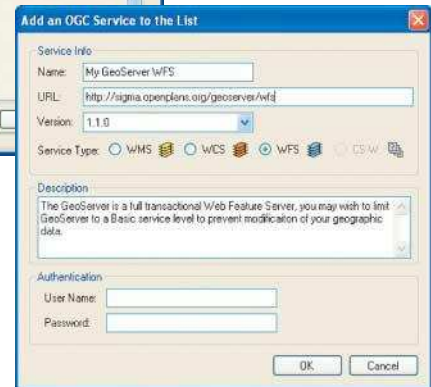 Add an OGC Service to the List
Service Info
Name: My GeoServer WFS
URL: http://sigma.openplans.org/geoserver/wfs
Version: 1.1.0
Service Type: WMS WCS WFS CS-W
Description
The GeoServer is a full transactional Web Feature Server, you may wish to limit
GeoServer to a Basic service level to prevent modificaiton of your geographic
data.
Authentication
User Name:
Password:
OK Cancel